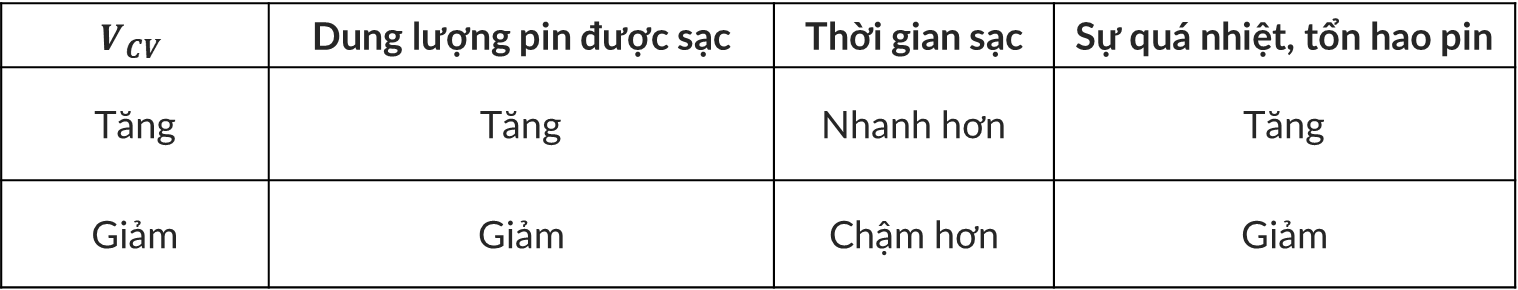 V_CV Dung lượng pin được sạc Thời gian sạc Sự quá nhiệt, tổn hao pin
Tăng Tăng Nhanh hơn Tăng
Giảm Giảm Chậm hơn Giảm